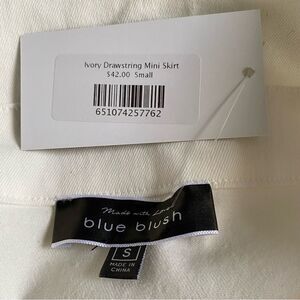 Ivory Drawstring Mini Skirt
$42.00 Small
651074257762
Made with Love
blue blush
S
MADE IN
CHINA